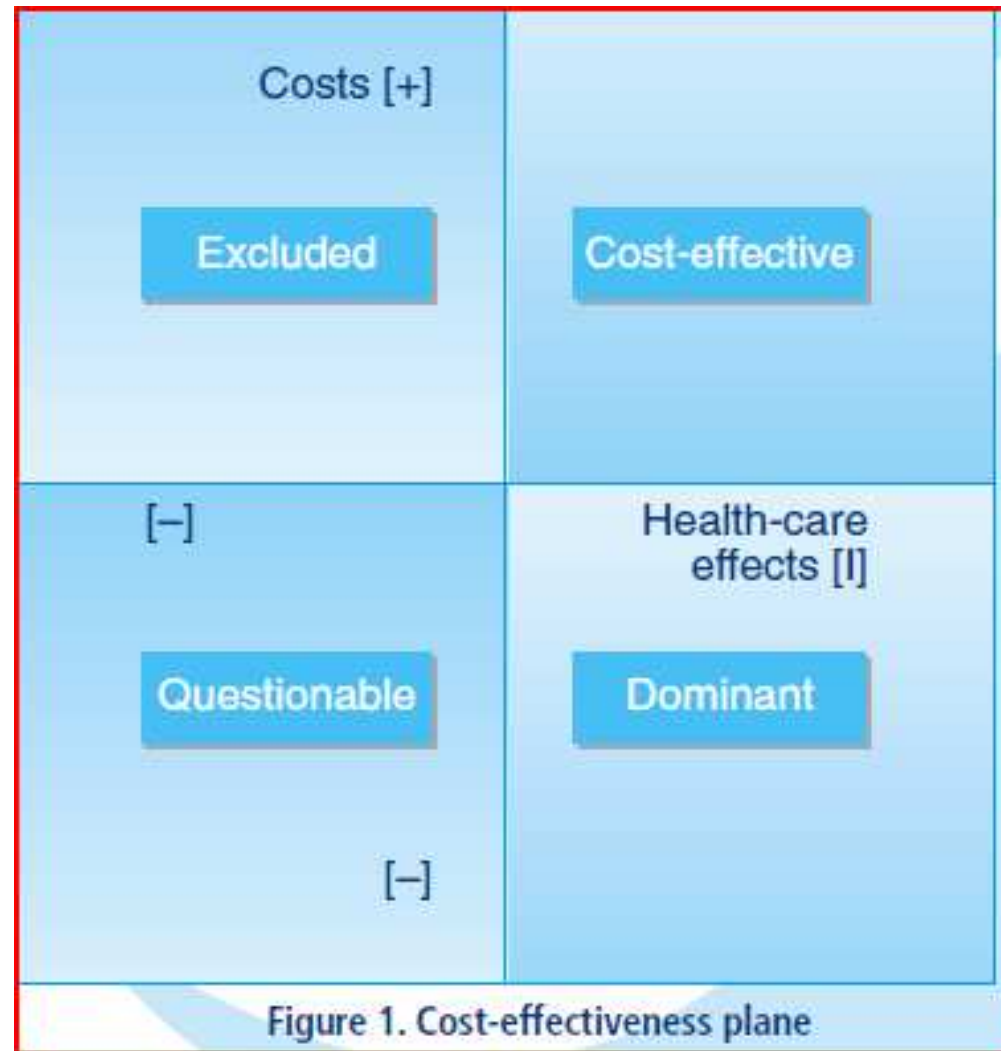 Costs [+]
Excluded
Cost-effective
[–]
Health-care
effects [I]
Questionable
Dominant
[–]
Figure 1. Cost-effectiveness plane